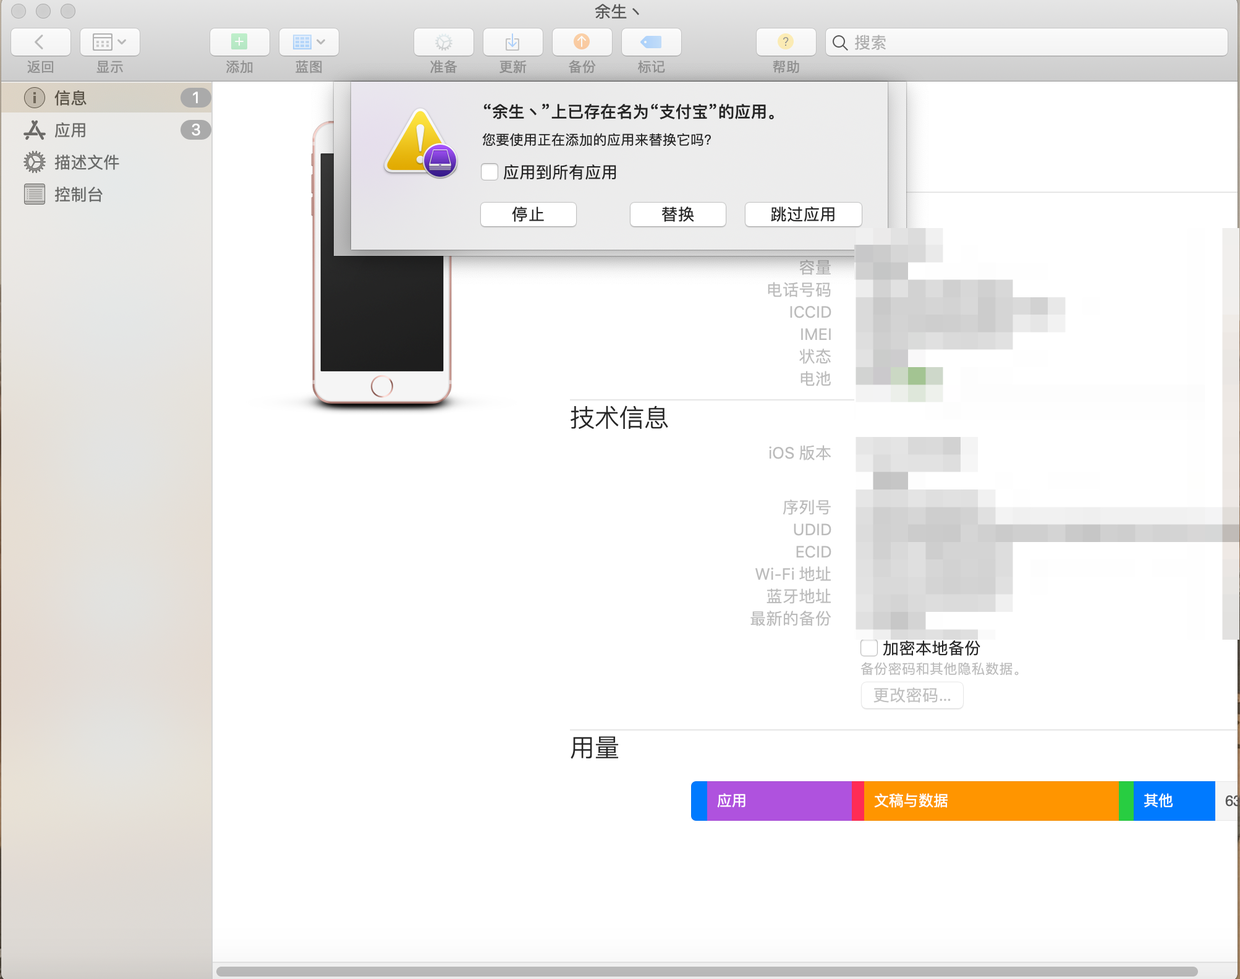 余生丶
搜索
返回
显示
添加
蓝图
准备
更新
备份
标记
帮助
信息
1
应用
3
描述文件
控制台
“余生丶”上已存在名为“支付宝”的应用。
您要使用正在添加的应用来替换它吗?
应用到所有应用
停止
替换
跳过应用
容量
电话号码
ICCID
IMEI
状态
电池
技术信息
iOS 版本
序列号
UDID
ECID
Wi-Fi 地址
蓝牙地址
最新的备份
加密本地备份
备份密码和其他隐私数据。
更改密码...
用量
应用
文稿与数据
其他
63